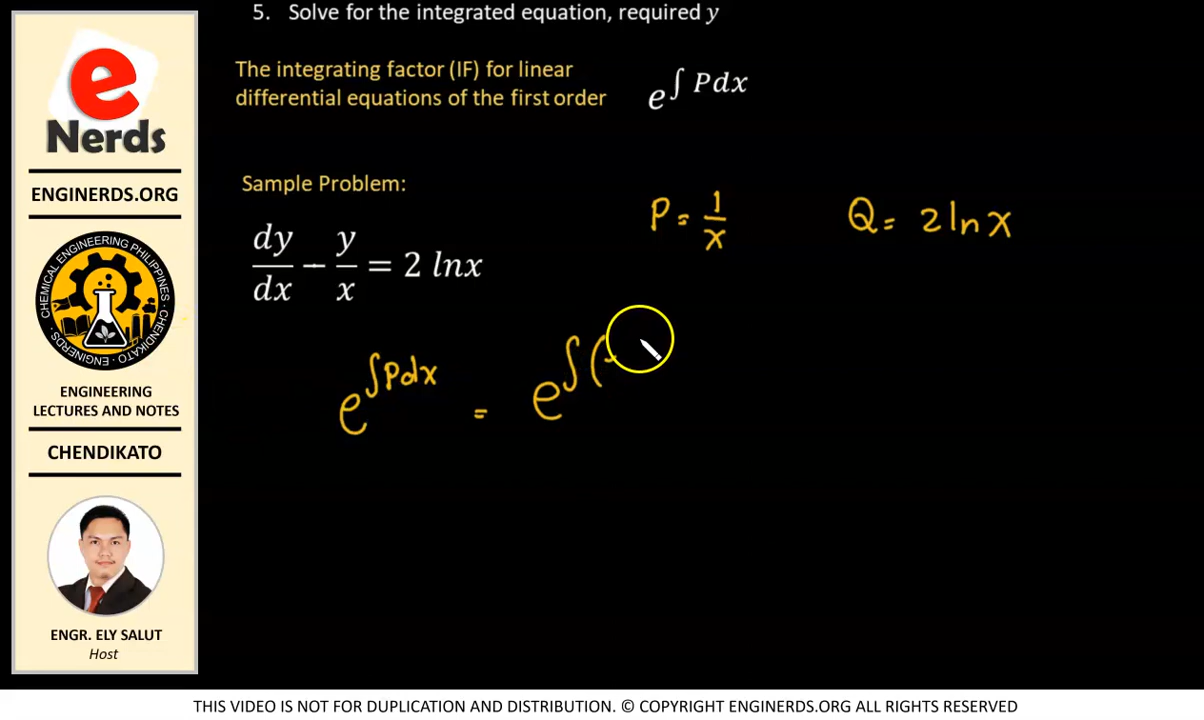 5. Solve for the integrated equation, required y
The integrating factor (IF) for linear
differential equations of the first order
e^∫ Pdx
Sample Problem:
dy/dx − y/x = 2 lnx
P = 1/x
Q = 2 ln x
e^∫Pdx = e^∫(
e
Nerds
ENGINERDS.ORG
CHEMICAL ENGINEERING PHILIPPINES
· CHENDIKATO · ENGINERDS ·
ENGINEERING
LECTURES AND NOTES
CHENDIKATO
ENGR. ELY SALUT
Host
THIS VIDEO IS NOT FOR DUPLICATION AND DISTRIBUTION. © COPYRIGHT ENGINERDS.ORG ALL RIGHTS RESERVED